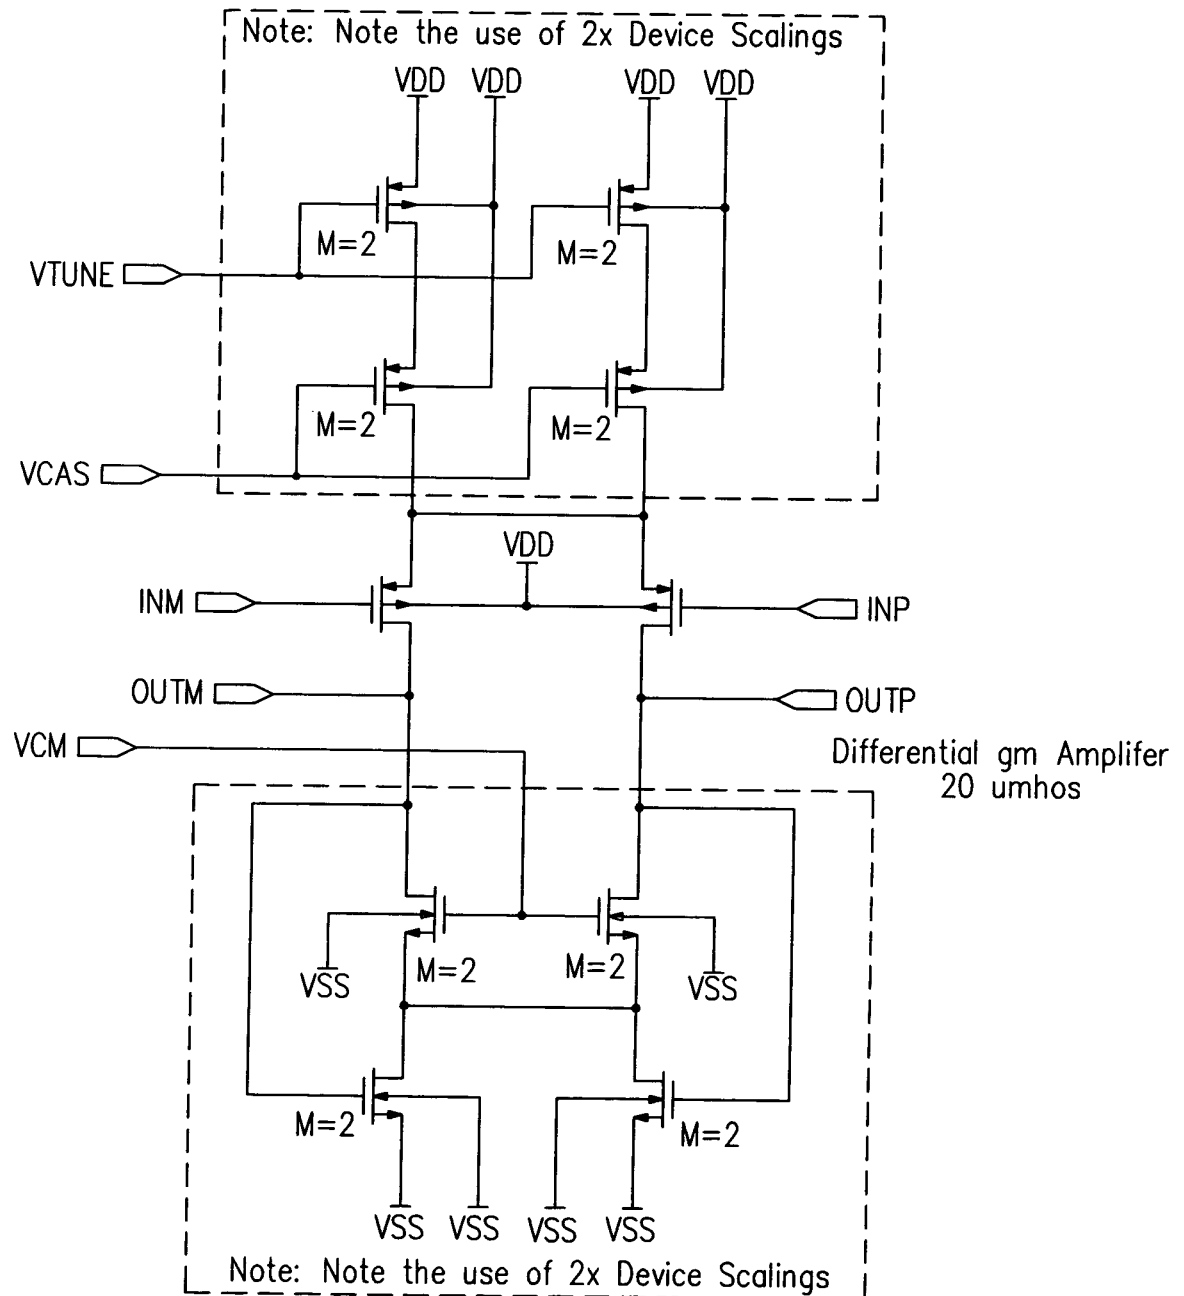 Note: Note the use of 2x Device Scalings
VDD VDD VDD VDD
M=2 M=2
VTUNE
M=2 M=2
VCAS
VDD
INM INP
OUTM OUTP
VCM
Differential gm Amplifer
20 umhos
M=2 M=2
VSS VSS
M=2 M=2
VSS VSS VSS VSS
Note: Note the use of 2x Device Scalings